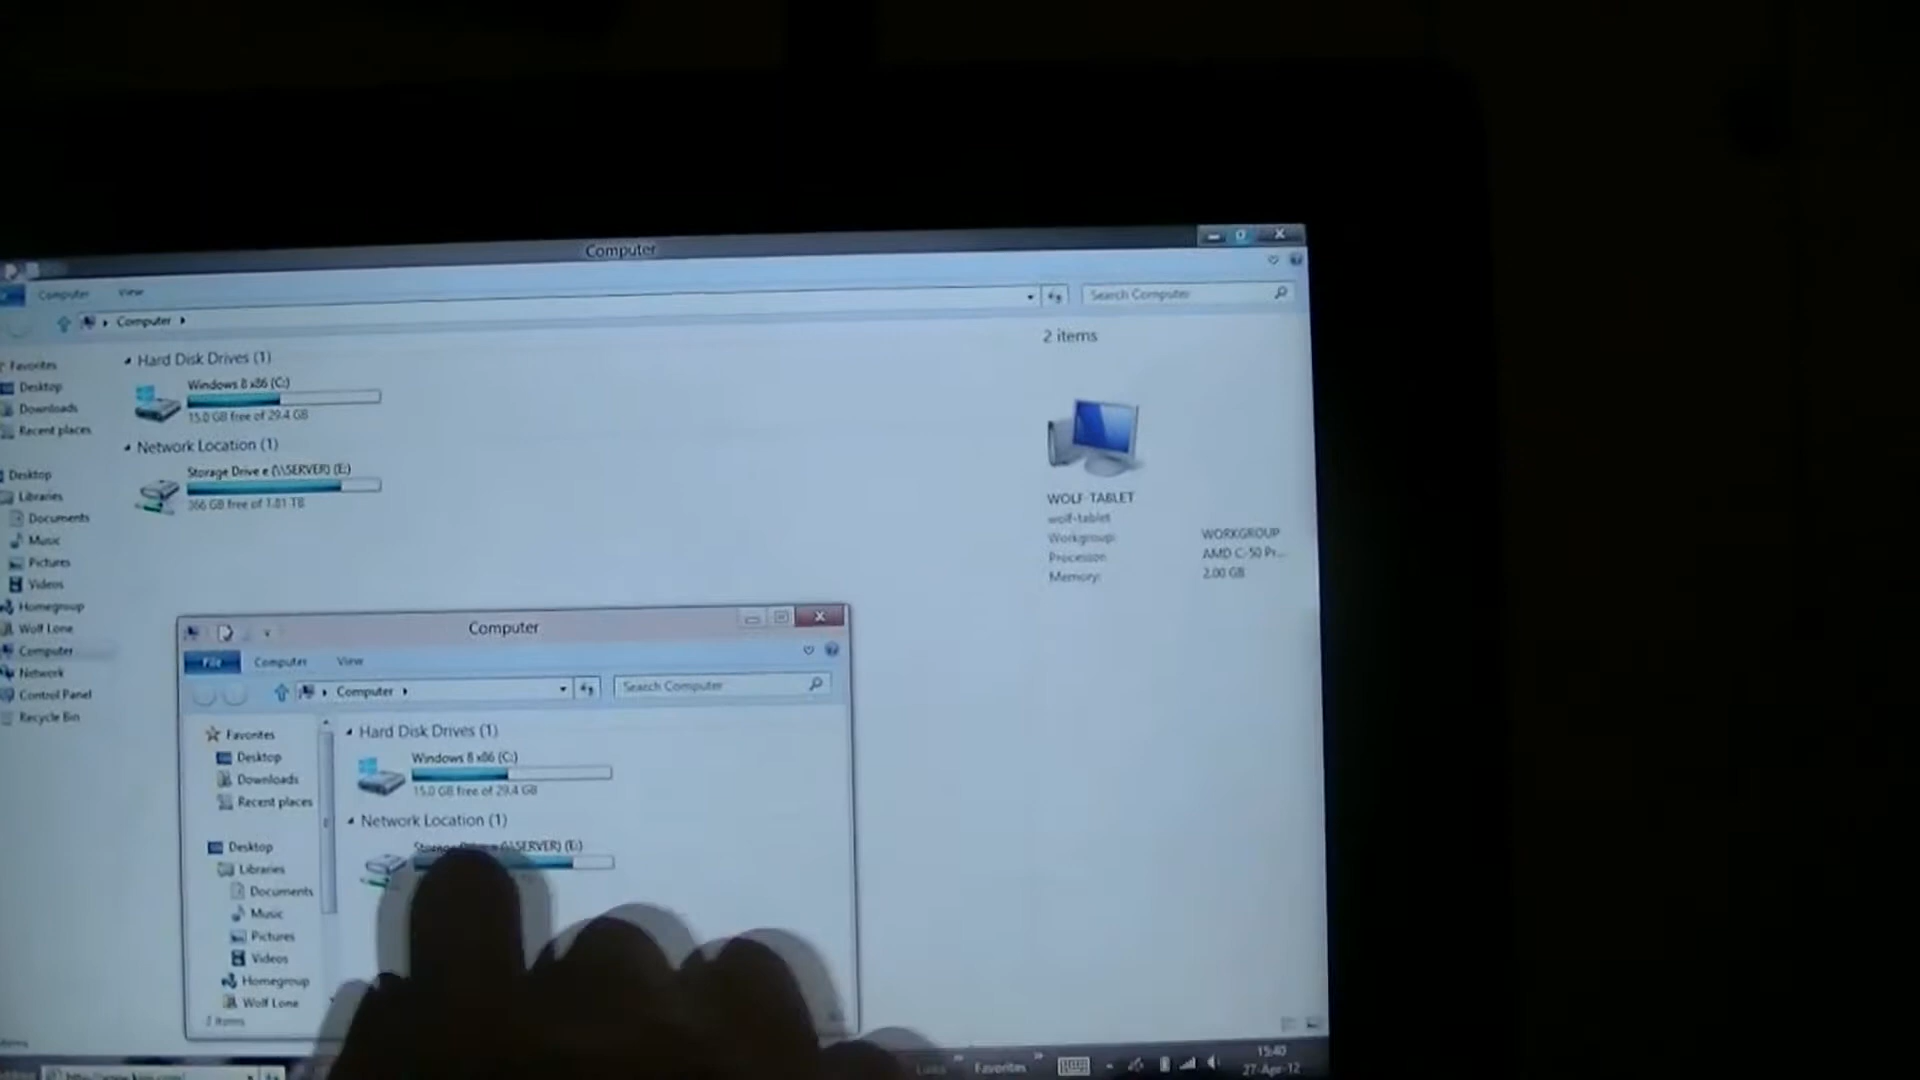 Computer
Computer View
Computer
Search Computer
2 items
Favorites
Desktop
Downloads
Recent places
Desktop
Libraries
Documents
Music
Pictures
Videos
Homegroup
Wolf Lone
Computer
Network
Control Panel
Recycle Bin
Hard Disk Drives (1)
Windows 8 x86 (C:)
15.0 GB free of 29.4 GB
Network Location (1)
Storage Drive e (\\SERVER) (E:)
366 GB free of 1.81 TB
WOLF-TABLET
wolf-tablet
Workgroup: WORKGROUP
Processor: AMD C-50 Pr...
Memory: 2.00 GB
Computer
File Computer View
Computer
Search Computer
Favorites
Desktop
Downloads
Recent places
Desktop
Libraries
Documents
Music
Pictures
Videos
Homegroup
Wolf Lone
2 items
Hard Disk Drives (1)
Windows 8 x86 (C:)
15.0 GB free of 29.4 GB
Network Location (1)
\\SERVER) (E:)
Links
Favorites
15:40
27-Apr-12